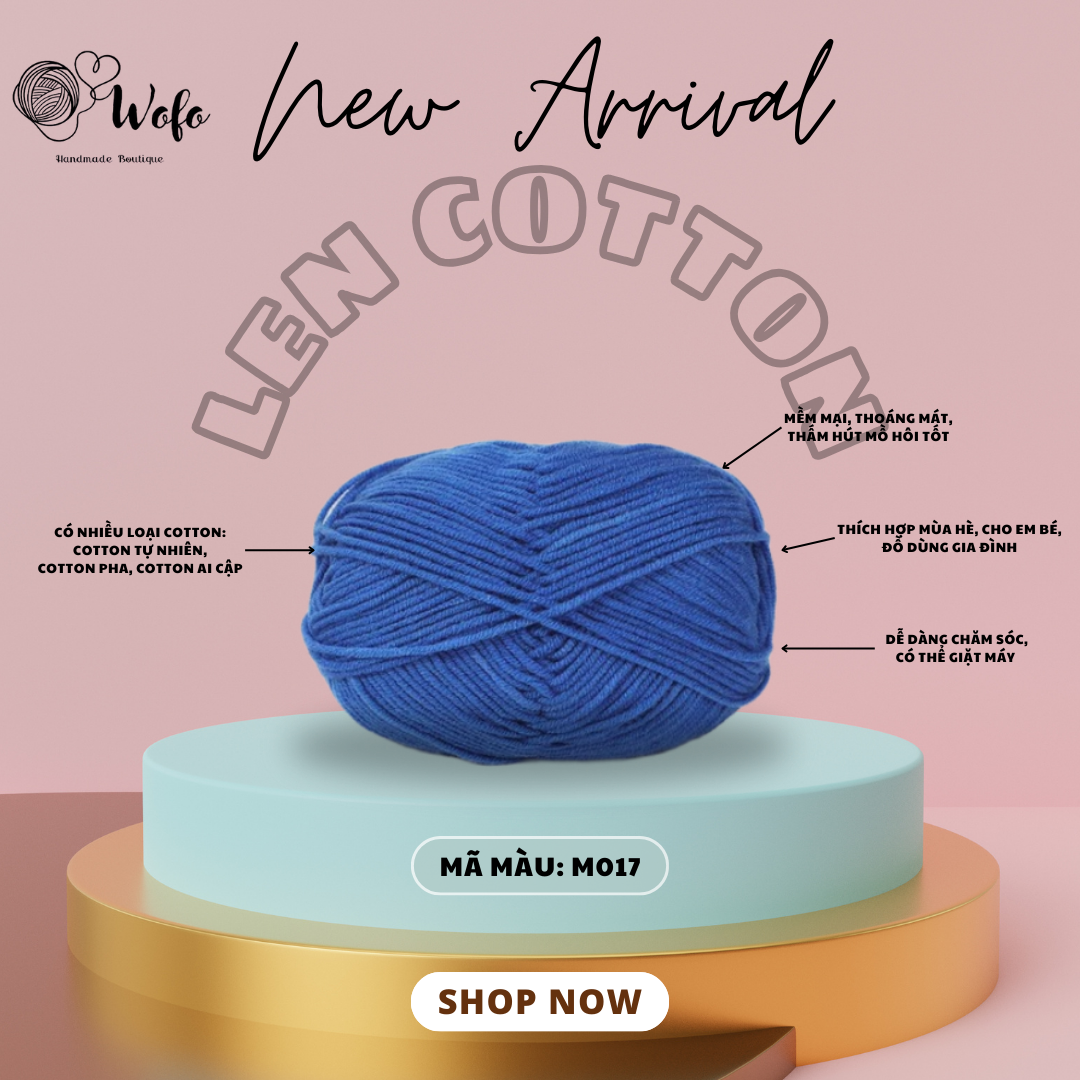 Wofo
Handmade Boutique
New Arrival
LEN COTTON
MỀM MẠI, THOÁNG MÁT,
THẤM HÚT MỒ HÔI TỐT
CÓ NHIỀU LOẠI COTTON:
COTTON TỰ NHIÊN,
COTTON PHA, COTTON AI CẬP
THÍCH HỢP MÙA HÈ, CHO EM BÉ,
ĐỒ DÙNG GIA ĐÌNH
DỄ DÀNG CHĂM SÓC,
CÓ THỂ GIẶT MÁY
MÃ MÀU: M017
SHOP NOW